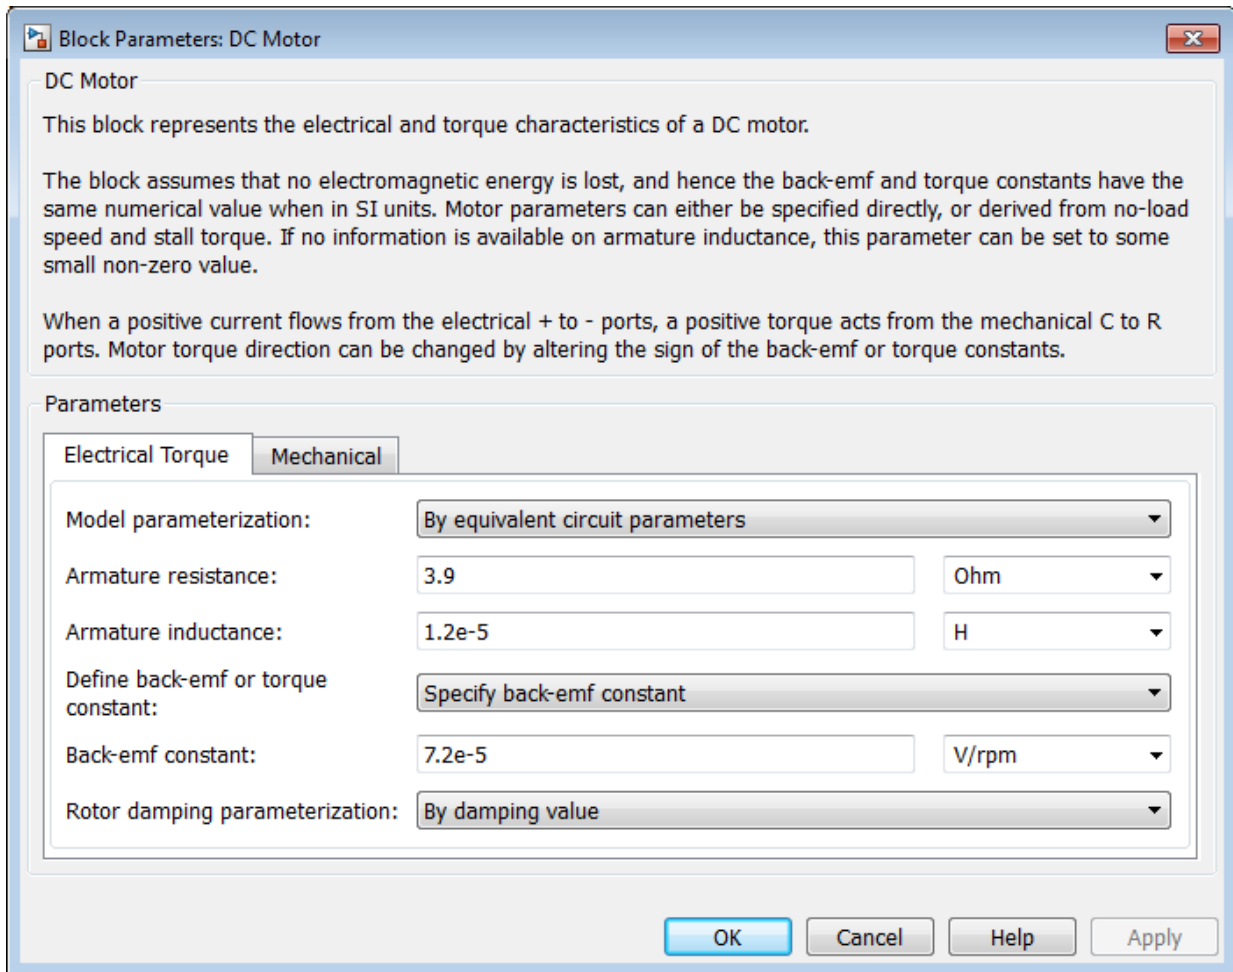 Block Parameters: DC Motor
DC Motor
This block represents the electrical and torque characteristics of a DC motor.
The block assumes that no electromagnetic energy is lost, and hence the back-emf and torque constants have the
same numerical value when in SI units. Motor parameters can either be specified directly, or derived from no-load
speed and stall torque. If no information is available on armature inductance, this parameter can be set to some
small non-zero value.
When a positive current flows from the electrical + to - ports, a positive torque acts from the mechanical C to R
ports. Motor torque direction can be changed by altering the sign of the back-emf or torque constants.
Parameters
Electrical Torque Mechanical
Model parameterization: By equivalent circuit parameters
Armature resistance: 3.9 Ohm
Armature inductance: 1.2e-5 H
Define back-emf or torque
constant: Specify back-emf constant
Back-emf constant: 7.2e-5 V/rpm
Rotor damping parameterization: By damping value
OK Cancel Help Apply